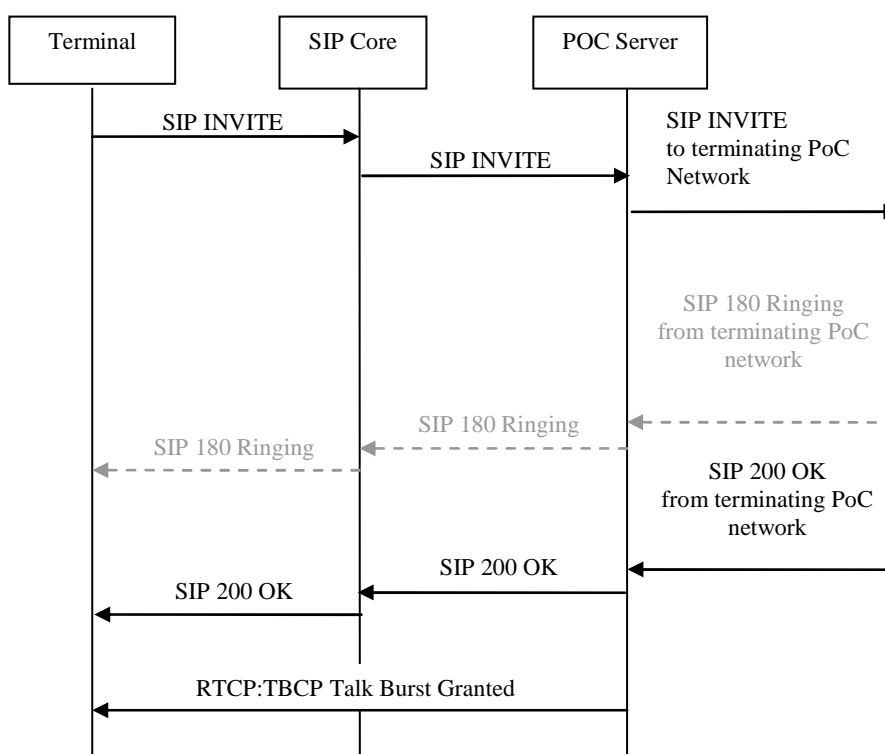 Terminal
SIP Core
POC Server
SIP INVITE
SIP INVITE
SIP INVITE
to terminating PoC
Network
SIP 180 Ringing
from terminating PoC
network
SIP 180 Ringing
SIP 180 Ringing
SIP 200 OK
from terminating PoC
network
SIP 200 OK
SIP 200 OK
RTCP:TBCP Talk Burst Granted